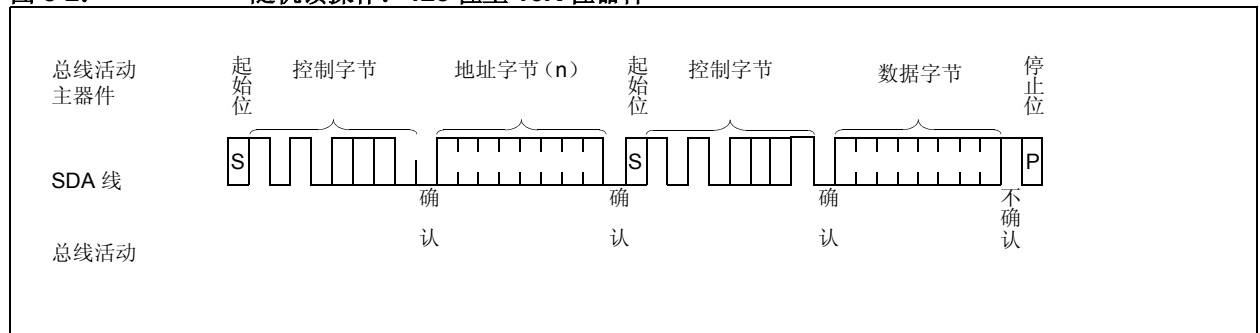 总线活动
主器件
起始位
控制字节
地址字节（n）
起始位
控制字节
数据字节
停止位
SDA 线
S
S
P
确认
确认
确认
不确认
总线活动